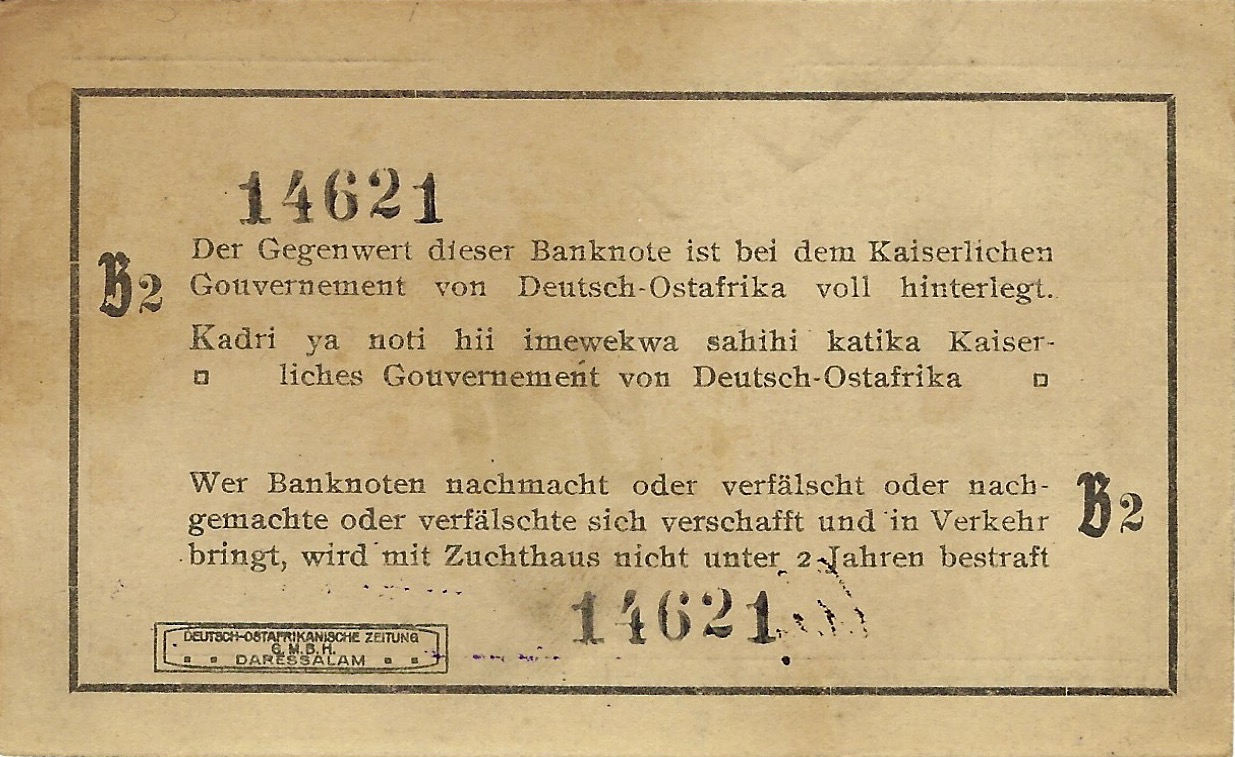 14621
Der Gegenwert dieser Banknote ist bei dem Kaiserlichen
B2
Gouvernement von Deutsch-Ostafrika voll hinterlegt.
Kadri ya noti hii imewekwa sahihi katika Kaiser-
liches Gouvernement von Deutsch-Ostafrika
Wer Banknoten nachmacht oder verfälscht oder nach-
B2
gemachte oder verfälschte sich verschafft und in Verkehr
bringt, wird mit Zuchthaus nicht unter 2 Jahren bestraft
14621
DEUTSCH-OSTAFRIKANISCHE ZEITUNG
G.M.B.H.
DARESSALAM